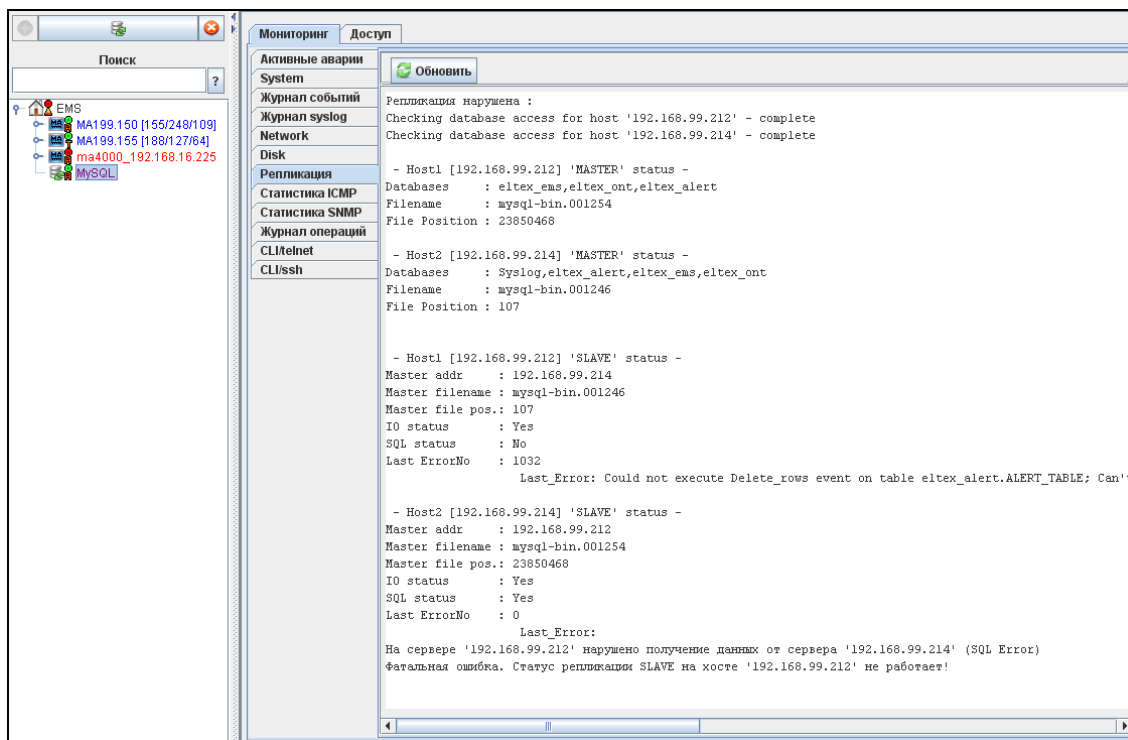 Поиск
?
EMS
MA199.150 [155/248/109]
MA199.155 [188/127/64]
ma4000_192.168.16.225
MySQL
Мониторинг
Доступ
Активные аварии
System
Журнал событий
Журнал syslog
Network
Disk
Репликация
Статистика ICMP
Статистика SNMP
Журнал операций
CLI/telnet
CLI/ssh
Обновить
Репликация нарушена :
Checking database access for host '192.168.99.212' - complete
Checking database access for host '192.168.99.214' - complete
- Host1 [192.168.99.212] 'MASTER' status -
Databases : eltex_ems,eltex_ont,eltex_alert
Filename : mysql-bin.001254
File Position : 23850468
- Host2 [192.168.99.214] 'MASTER' status -
Databases : Syslog,eltex_alert,eltex_ems,eltex_ont
Filename : mysql-bin.001246
File Position : 107
- Host1 [192.168.99.212] 'SLAVE' status -
Master addr : 192.168.99.214
Master filename : mysql-bin.001246
Master file pos.: 107
IO status : Yes
SQL status : No
Last ErrorNo : 1032
Last_Error: Could not execute Delete_rows event on table eltex_alert.ALERT_TABLE; Can'
- Host2 [192.168.99.214] 'SLAVE' status -
Master addr : 192.168.99.212
Master filename : mysql-bin.001254
Master file pos.: 23850468
IO status : Yes
SQL status : Yes
Last ErrorNo : 0
Last_Error:
На сервере '192.168.99.212' нарушено получение данных от сервера '192.168.99.214' (SQL Error)
Фатальная ошибка. Статус репликации SLAVE на хосте '192.168.99.212' не работает!